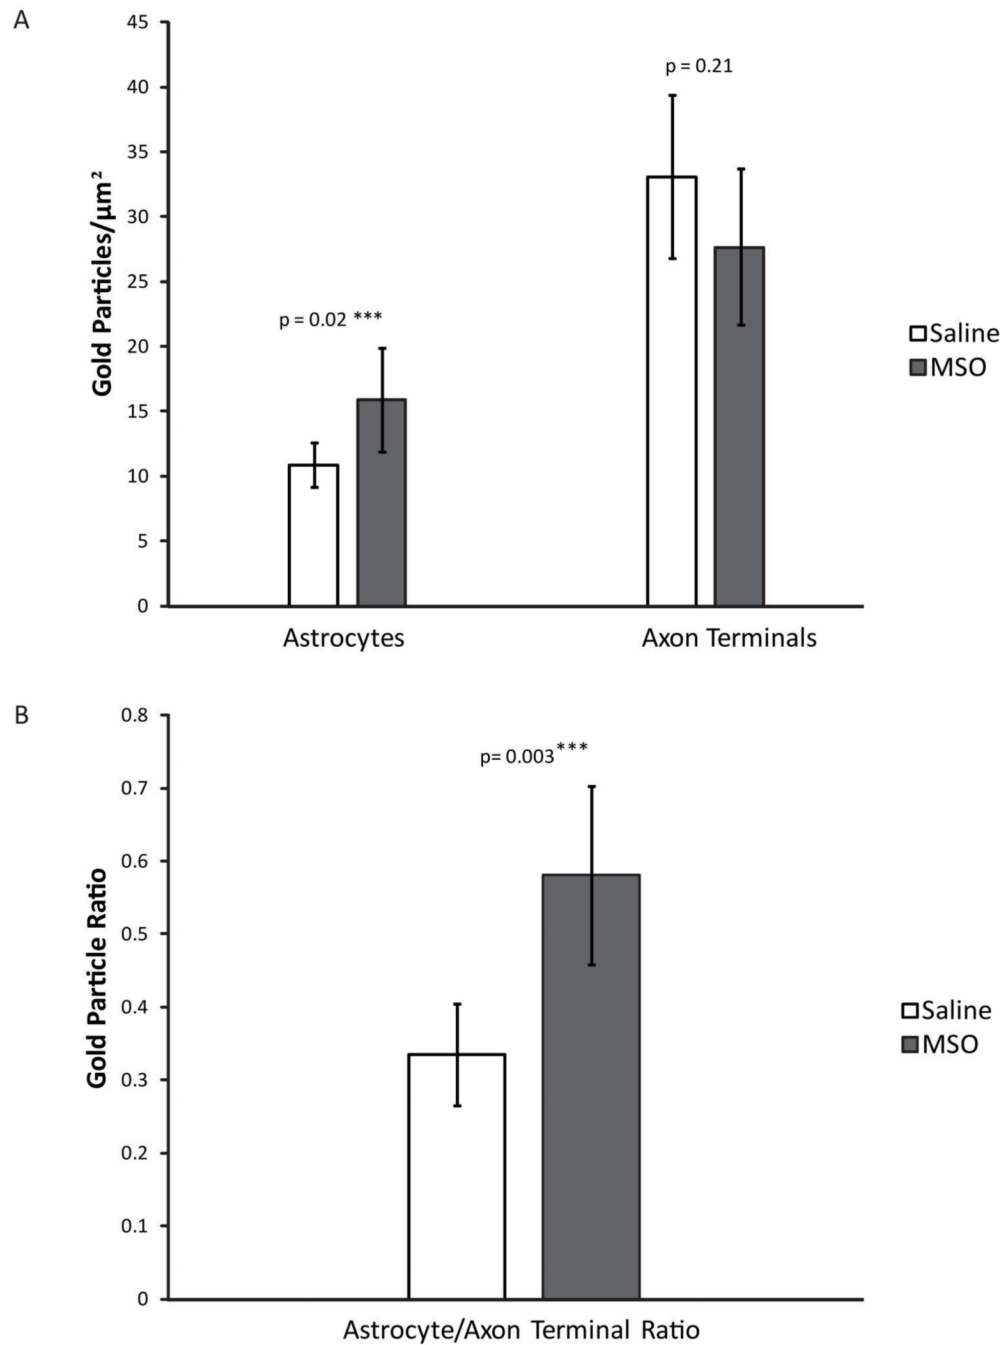 A
45
40
35
30
25
20
15
10
5
0
Gold Particles/μm²
p = 0.02 ***
p = 0.21
Astrocytes
Axon Terminals
Saline
MSO
B
0.8
0.7
0.6
0.5
0.4
0.3
0.2
0.1
0
Gold Particle Ratio
p= 0.003***
Astrocyte/Axon Terminal Ratio
Saline
MSO